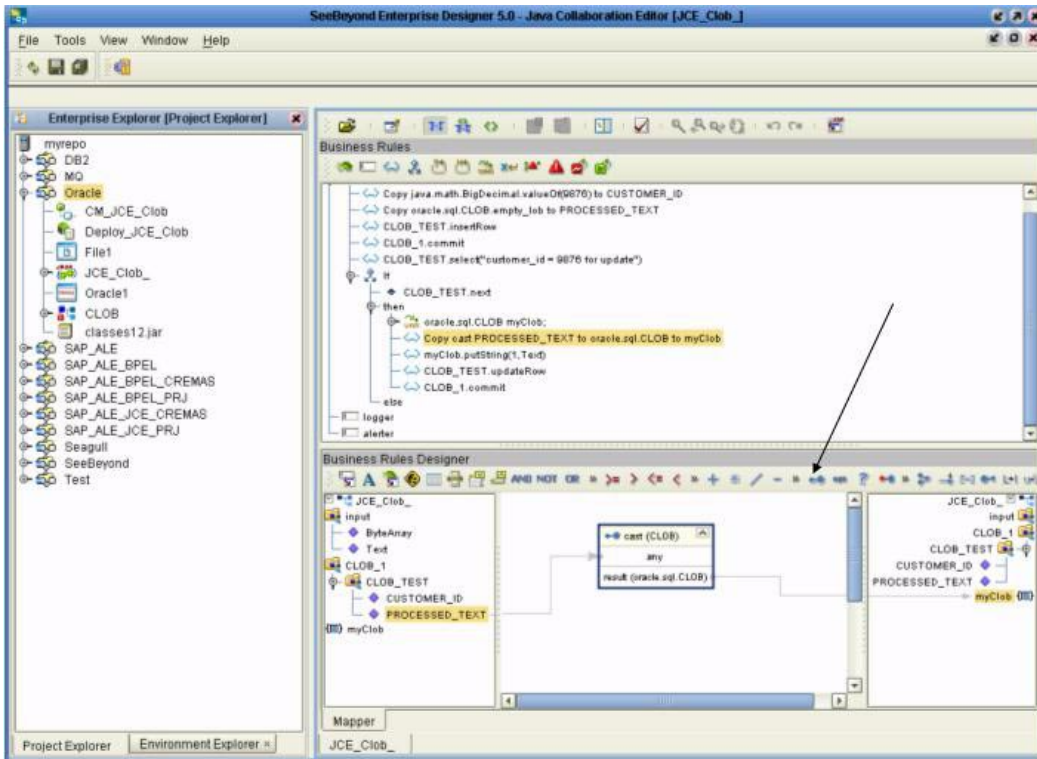 SeeBeyond Enterprise Designer 5.0 - Java Collaboration Editor [JCE_Clob_]
File Tools View Window Help
Enterprise Explorer [Project Explorer]
myrepo
DB2
MQ
Oracle
CM_JCE_Clob
Deploy_JCE_Clob
File1
JCE_Clob_
Oracle1
CLOB
classes12.jar
SAP_ALE
SAP_ALE_BPEL
SAP_ALE_BPEL_CREMAS
SAP_ALE_BPEL_PRJ
SAP_ALE_JCE_CREMAS
SAP_ALE_JCE_PRJ
Seagull
SeeBeyond
Test
Project Explorer
Environment Explorer
Business Rules
Copy java.math.BigDecimal.valueOf(9876) to CUSTOMER_ID
Copy oracle.sql.CLOB.empty_lob to PROCESSED_TEXT
CLOB_TEST.insertRow
CLOB_1.commit
CLOB_TEST.select("customer_id = 9876 for update")
If
CLOB_TEST.next
then
oracle.sql.CLOB myClob;
Copy cast PROCESSED_TEXT to oracle.sql.CLOB to myClob
myClob.putString(1,Text)
CLOB_TEST.updateRow
CLOB_1.commit
else
logger
alerter
Business Rules Designer
AND NOT OR » >= > <= < » + = / - » ? »
JCE_Clob_
input
ByteArray
Text
CLOB_1
CLOB_TEST
CUSTOMER_ID
PROCESSED_TEXT
myClob
cast (CLOB)
any
result (oracle.sql.CLOB)
JCE_Clob_
input
CLOB_1
CLOB_TEST
CUSTOMER_ID
PROCESSED_TEXT
myClob
Mapper
JCE_Clob_